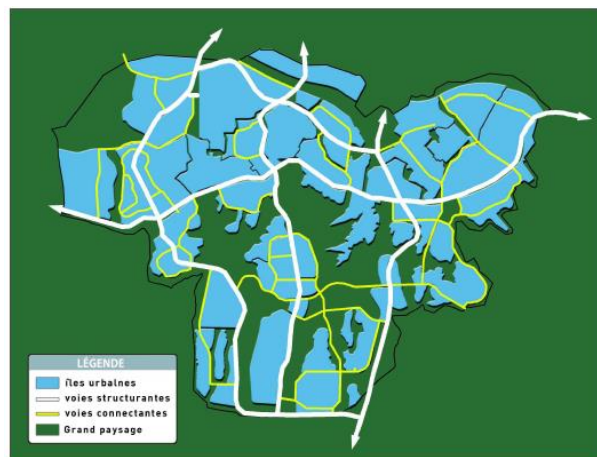 LÉGENDE
îles urbaines
voies structurantes
voies connectantes
Grand paysage